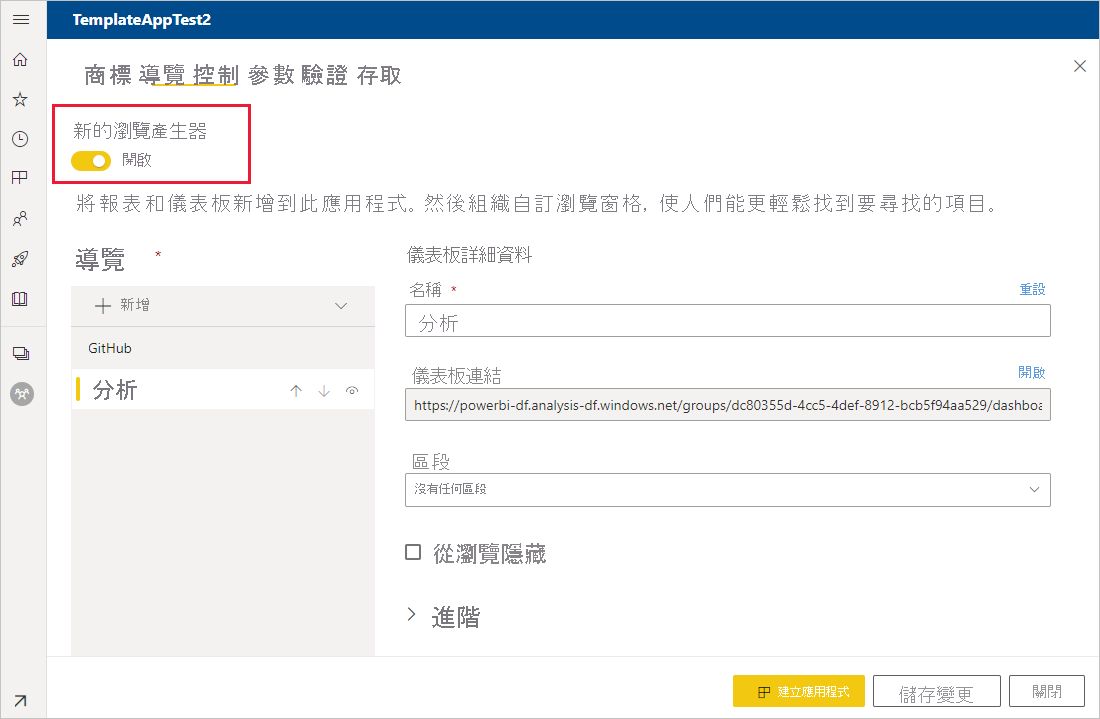 TemplateAppTest2
商標 導覽 控制 參數 驗證 存取
新的瀏覽產生器
開啟
將報表和儀表板新增到此應用程式。然後組織自訂瀏覽窗格, 使人們能更輕鬆找到要尋找的項目。
導覽 *
新增
GitHub
分析
儀表板詳細資料
名稱 * 重設
分析
儀表板連結 開啟
https://powerbi-df.analysis-df.windows.net/groups/dc80355d-4cc5-4def-8912-bcb5f94aa529/dashboa
區段
沒有任何區段
從瀏覽隱藏
進階
建立應用程式 儲存變更 關閉